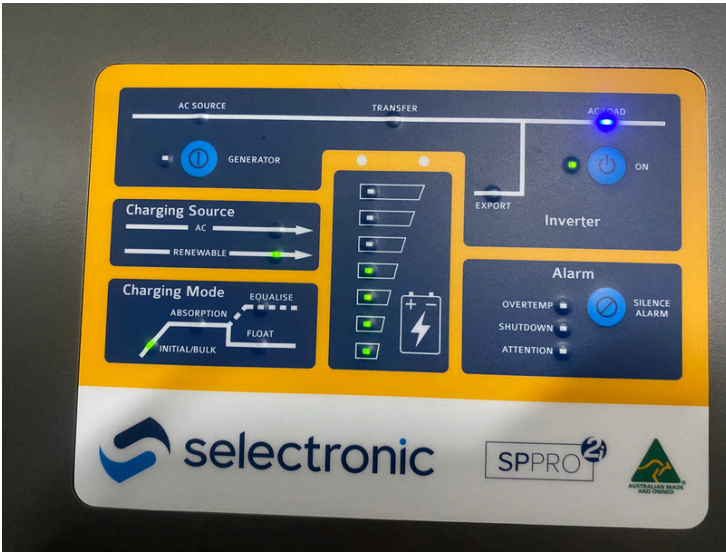 AC SOURCE
TRANSFER
AC LOAD
GENERATOR
ON
EXPORT
Inverter
Charging Source
AC
RENEWABLE
Charging Mode
EQUALISE
ABSORPTION
FLOAT
INITIAL/BULK
+ −
Alarm
OVERTEMP
SILENCE
ALARM
SHUTDOWN
ATTENTION
selectronic
SPPRO 2i
AUSTRALIAN MADE
AND OWNED